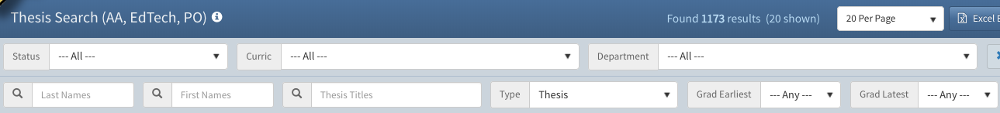 Thesis Search (AA, EdTech, PO) Found 1173 results (20 shown) 20 Per Page Excel E
Status --- All --- Curric --- All --- Department --- All ---
Last Names First Names Thesis Titles Type Thesis Grad Earliest --- Any --- Grad Latest --- Any ---